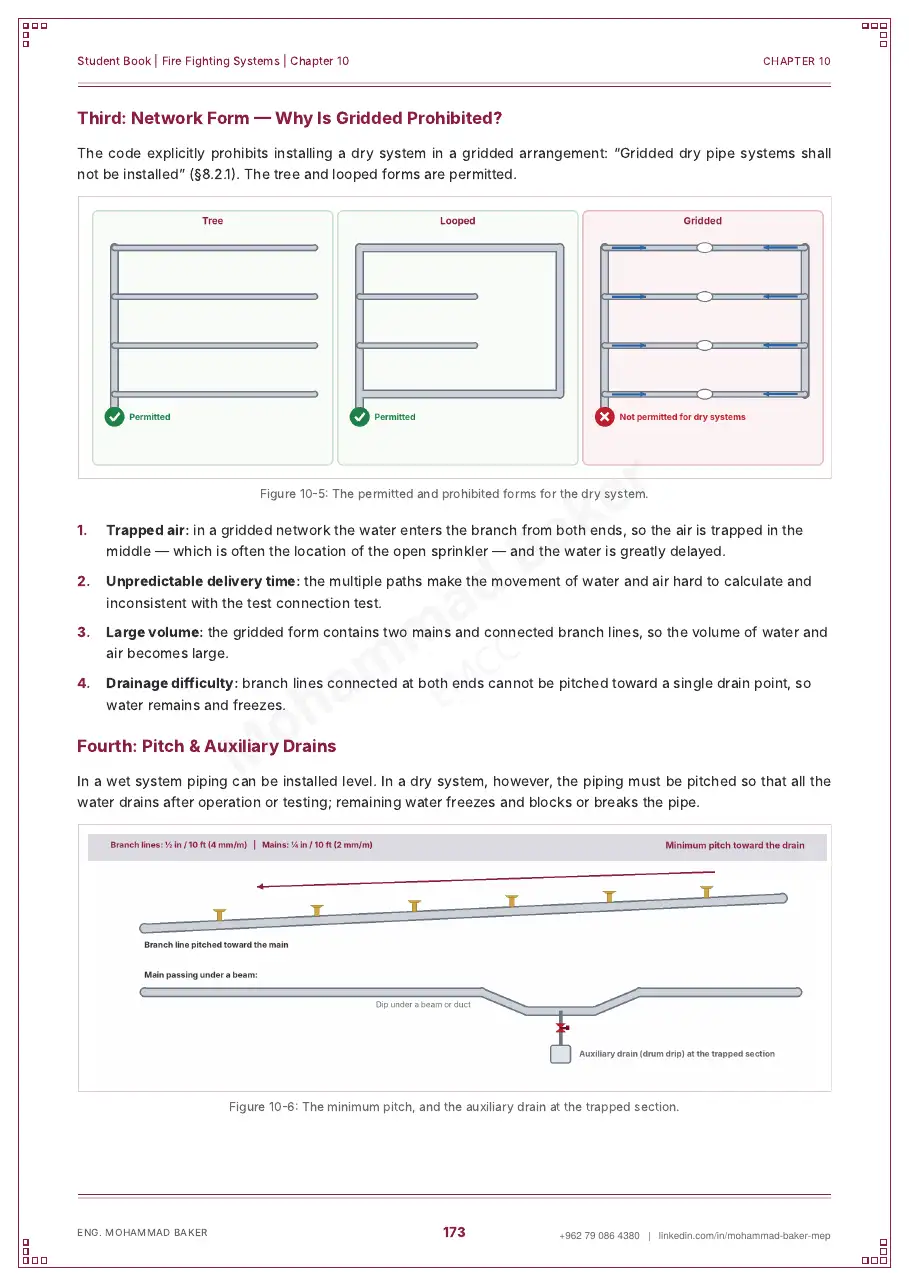 Student Book | Fire Fighting Systems | Chapter 10
CHAPTER 10
Third: Network Form — Why Is Gridded Prohibited?
The code explicitly prohibits installing a dry system in a gridded arrangement: “Gridded dry pipe systems shall
not be installed” (§8.2.1). The tree and looped forms are permitted.
Tree
Looped
Gridded
Permitted
Permitted
Not permitted for dry systems
Figure 10-5: The permitted and prohibited forms for the dry system.
1. Trapped air: in a gridded network the water enters the branch from both ends, so the air is trapped in the
middle — which is often the location of the open sprinkler — and the water is greatly delayed.
2. Unpredictable delivery time: the multiple paths make the movement of water and air hard to calculate and
inconsistent with the test connection test.
3. Large volume: the gridded form contains two mains and connected branch lines, so the volume of water and
air becomes large.
4. Drainage difficulty: branch lines connected at both ends cannot be pitched toward a single drain point, so
water remains and freezes.
Mohammad Baker
Fourth: Pitch & Auxiliary Drains
In a wet system piping can be installed level. In a dry system, however, the piping must be pitched so that all the
water drains after operation or testing; remaining water freezes and blocks or breaks the pipe.
Branch lines: ½ in / 10 ft (4 mm/m) | Mains: ¼ in / 10 ft (2 mm/m)
Minimum pitch toward the drain
Branch line pitched toward the main
Main passing under a beam:
Dip under a beam or duct
Auxiliary drain (drum drip) at the trapped section
Figure 10-6: The minimum pitch, and the auxiliary drain at the trapped section.
ENG. MOHAMMAD BAKER
173
+962 79 086 4380 | linkedin.com/in/mohammad-baker-mep